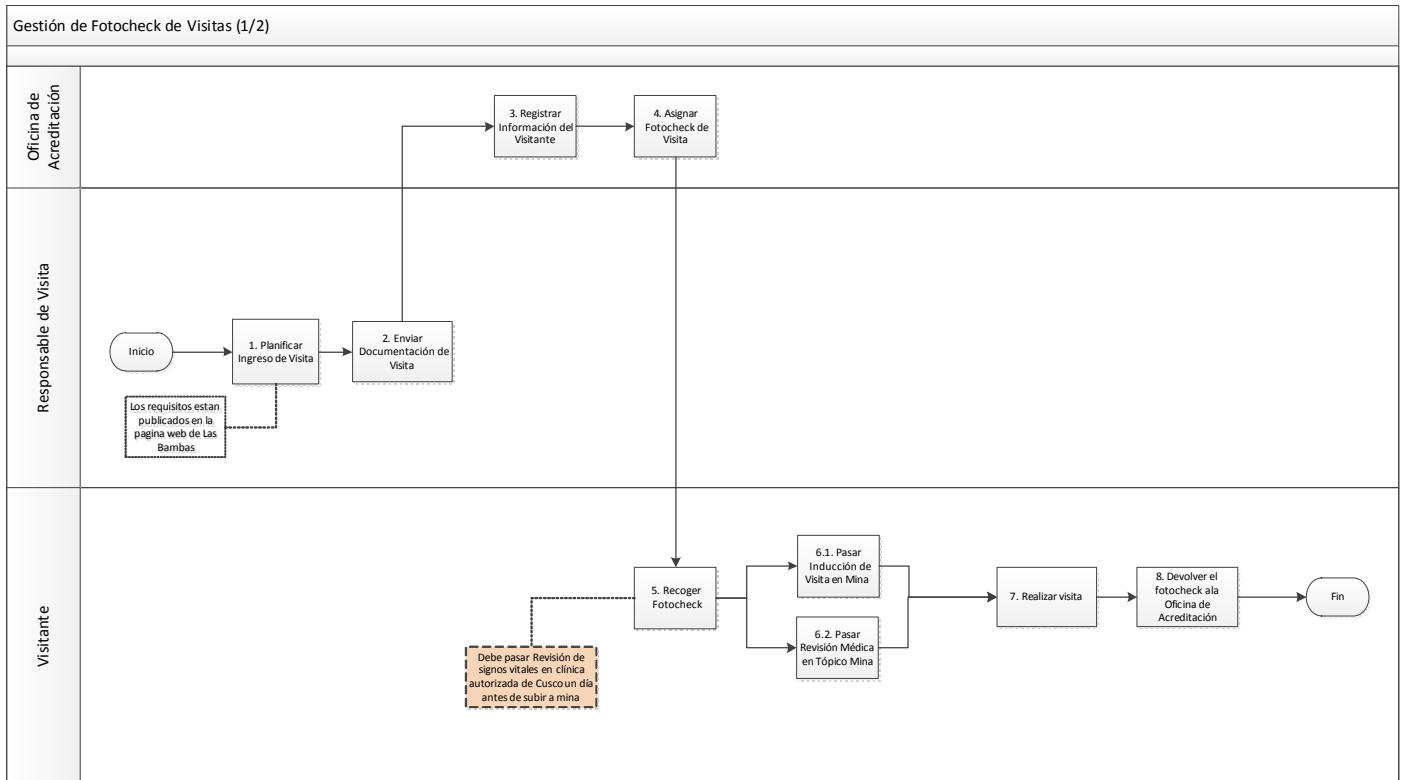 Gestión de Fotocheck de Visitas (1/2)
Oficina de
Acreditación
3. Registrar
Información del
Visitante
4. Asignar
Fotocheck de
Visita
Responsable de Visita
Inicio
1. Planificar
Ingreso de Visita
2. Enviar
Documentación de
Visita
Los requisitos estan
publicados en la
pagina web de Las
Bambas
Visitante
5. Recoger
Fotocheck
6.1. Pasar
Inducción de
Visita en Mina
6.2. Pasar
Revisión Médica
en Tópico Mina
7. Realizar visita
8. Devolver el
fotocheck a la
Oficina de
Acreditación
Fin
Debe pasar Revisión de
signos vitales en clínica
autorizada de Cusco un día
antes de subir a mina